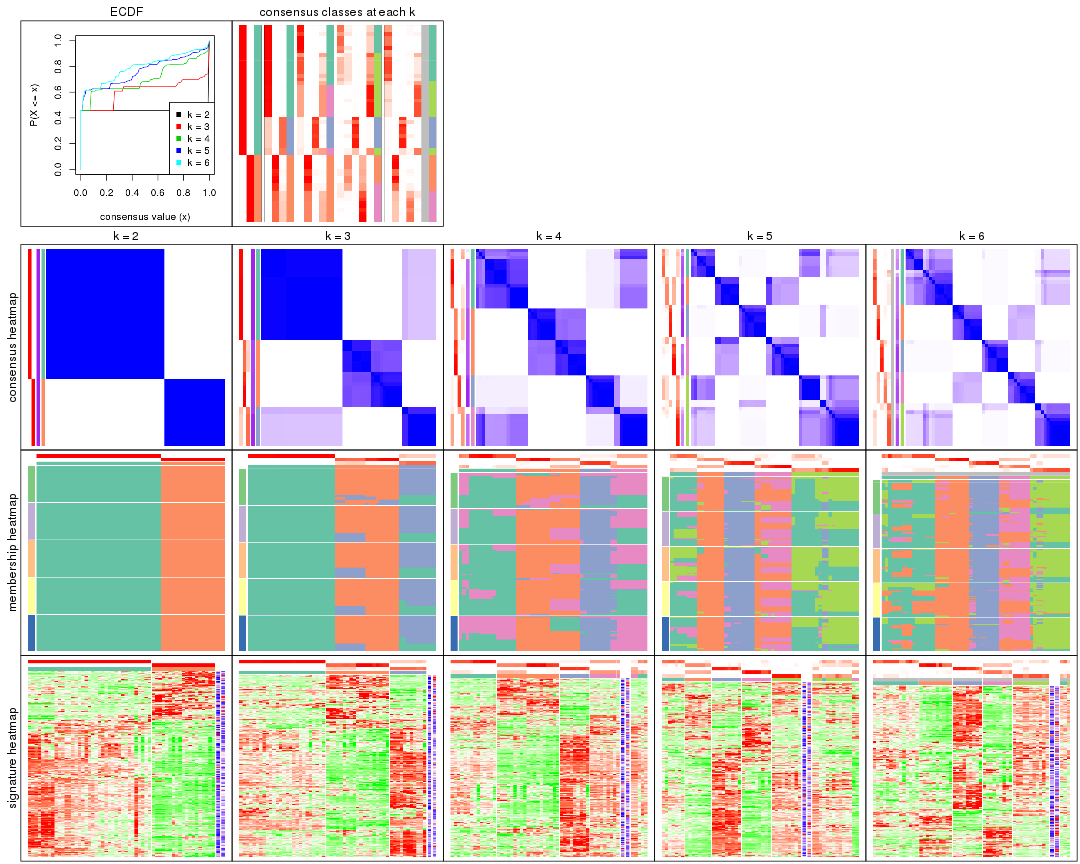 ECDF
consensus classes at each k
P(X <= x)
0.0
0.2
0.4
0.6
0.8
1.0
k = 2
k = 3
k = 4
k = 5
k = 6
0.0 0.2 0.4 0.6 0.8 1.0
consensus value (x)
k = 2
k = 3
k = 4
k = 5
k = 6
consensus heatmap
membership heatmap
signature heatmap